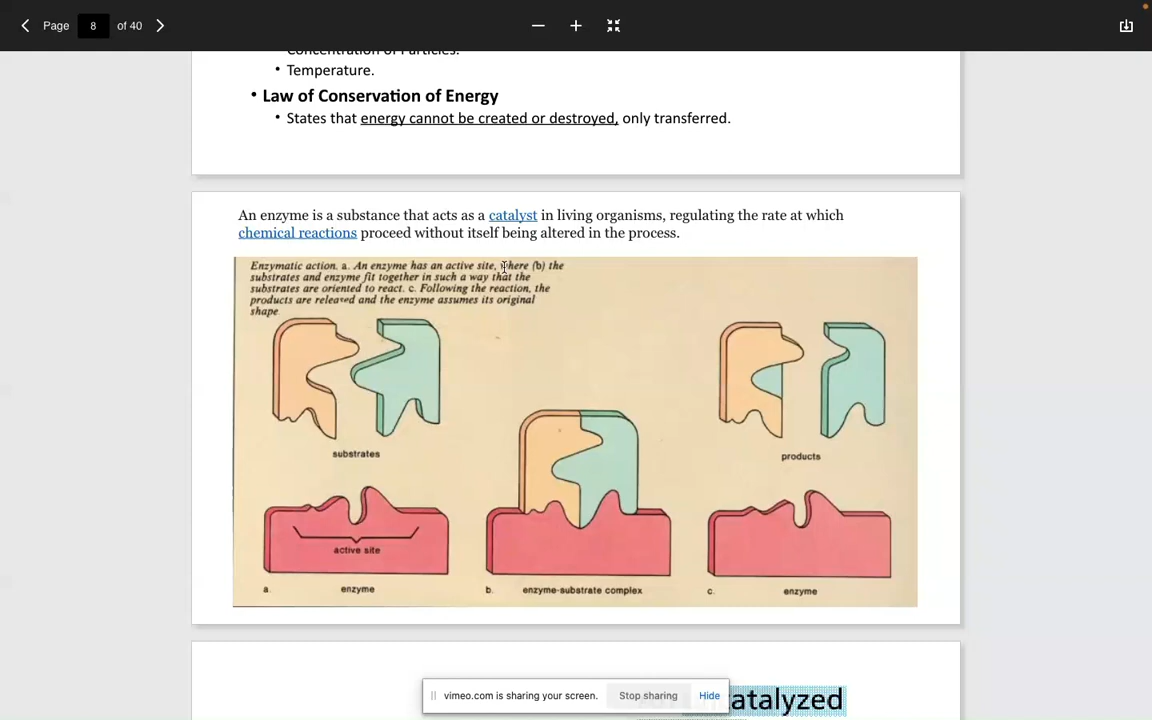 Page 8 of 40
Concentration of Particles.
• Temperature.
• Law of Conservation of Energy
• States that energy cannot be created or destroyed, only transferred.
An enzyme is a substance that acts as a catalyst in living organisms, regulating the rate at which
chemical reactions proceed without itself being altered in the process.
Enzymatic action. a. An enzyme has an active site, where (b) the
substrates and enzyme fit together in such a way that the
substrates are oriented to react. c. Following the reaction, the
products are released and the enzyme assumes its original
shape
substrates
products
active site
a. enzyme
b. enzyme-substrate complex
c. enzyme
vimeo.com is sharing your screen. Stop sharing Hide
catalyzed